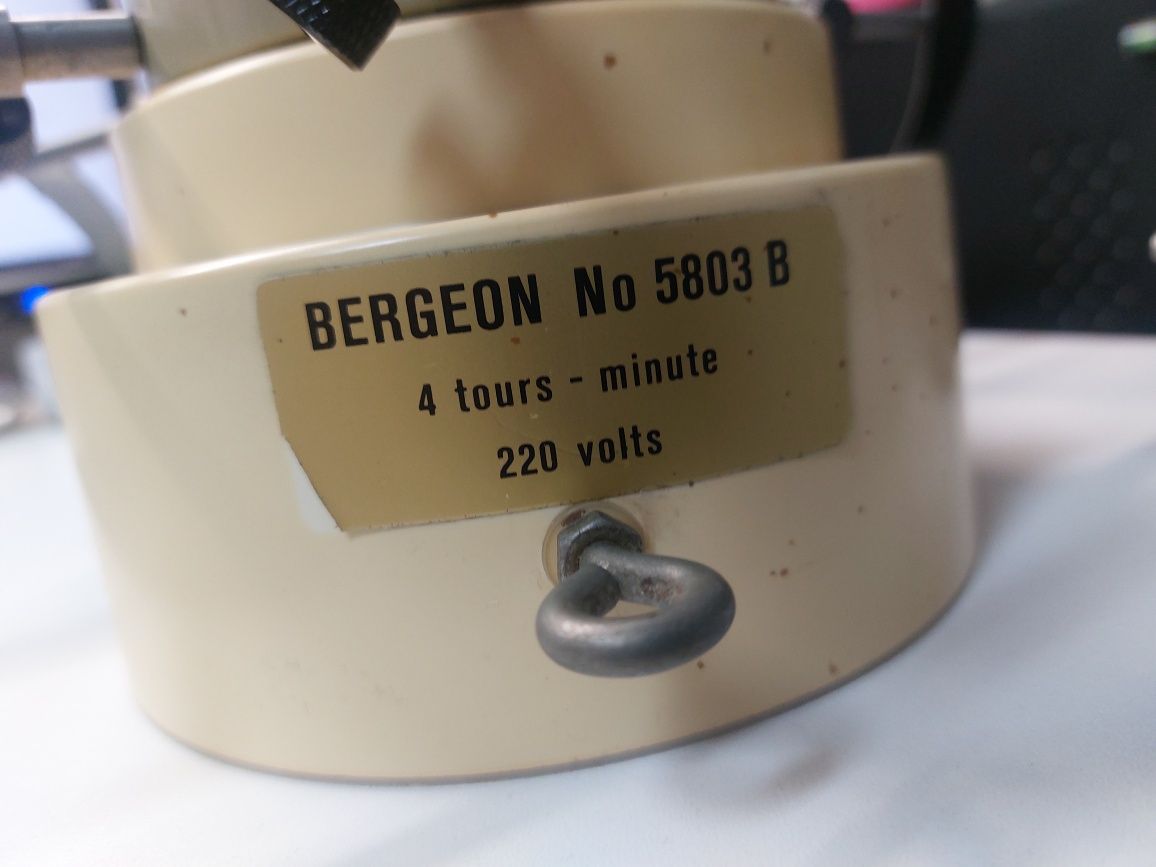 BERGEON No 5803 B
4 tours - minute
220 volts